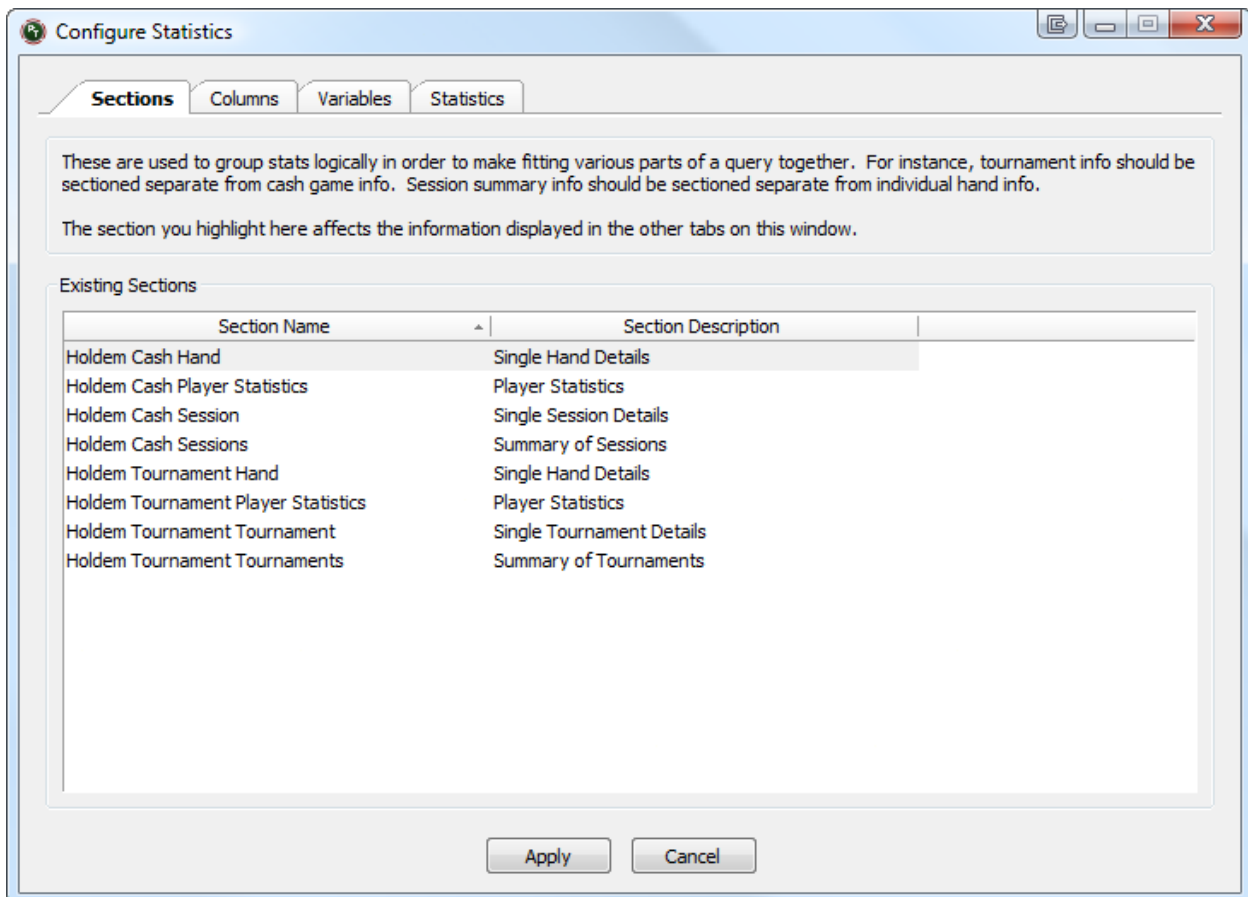 Configure Statistics
Sections Columns Variables Statistics
These are used to group stats logically in order to make fitting various parts of a query together. For instance, tournament info should be
sectioned separate from cash game info. Session summary info should be sectioned separate from individual hand info.
The section you highlight here affects the information displayed in the other tabs on this window.
Existing Sections
Section Name Section Description
Holdem Cash Hand Single Hand Details
Holdem Cash Player Statistics Player Statistics
Holdem Cash Session Single Session Details
Holdem Cash Sessions Summary of Sessions
Holdem Tournament Hand Single Hand Details
Holdem Tournament Player Statistics Player Statistics
Holdem Tournament Tournament Single Tournament Details
Holdem Tournament Tournaments Summary of Tournaments
Apply Cancel